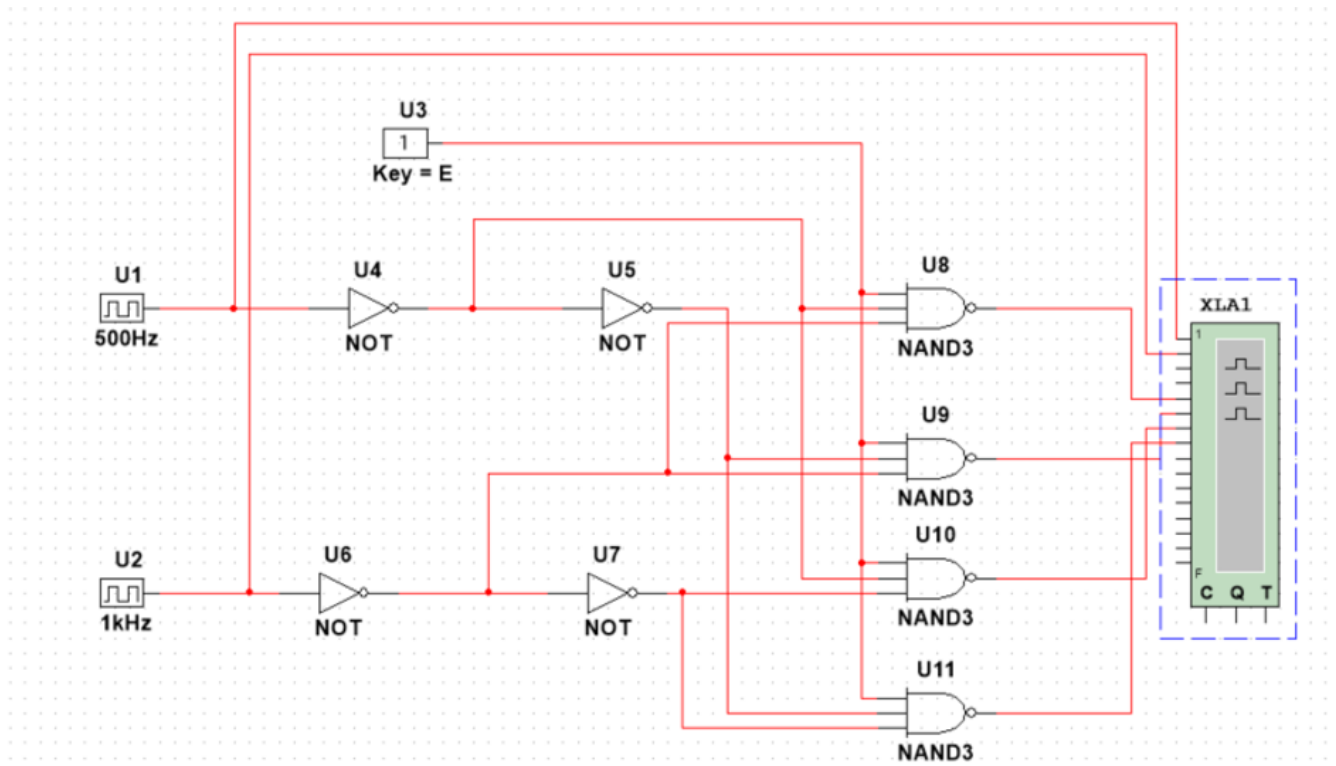 U3
1
Key = E
U1
500Hz
U4
NOT
U5
NOT
U8
NAND3
XLA1
1
F
C Q T
U9
NAND3
U2
1kHz
U6
NOT
U7
NOT
U10
NAND3
U11
NAND3